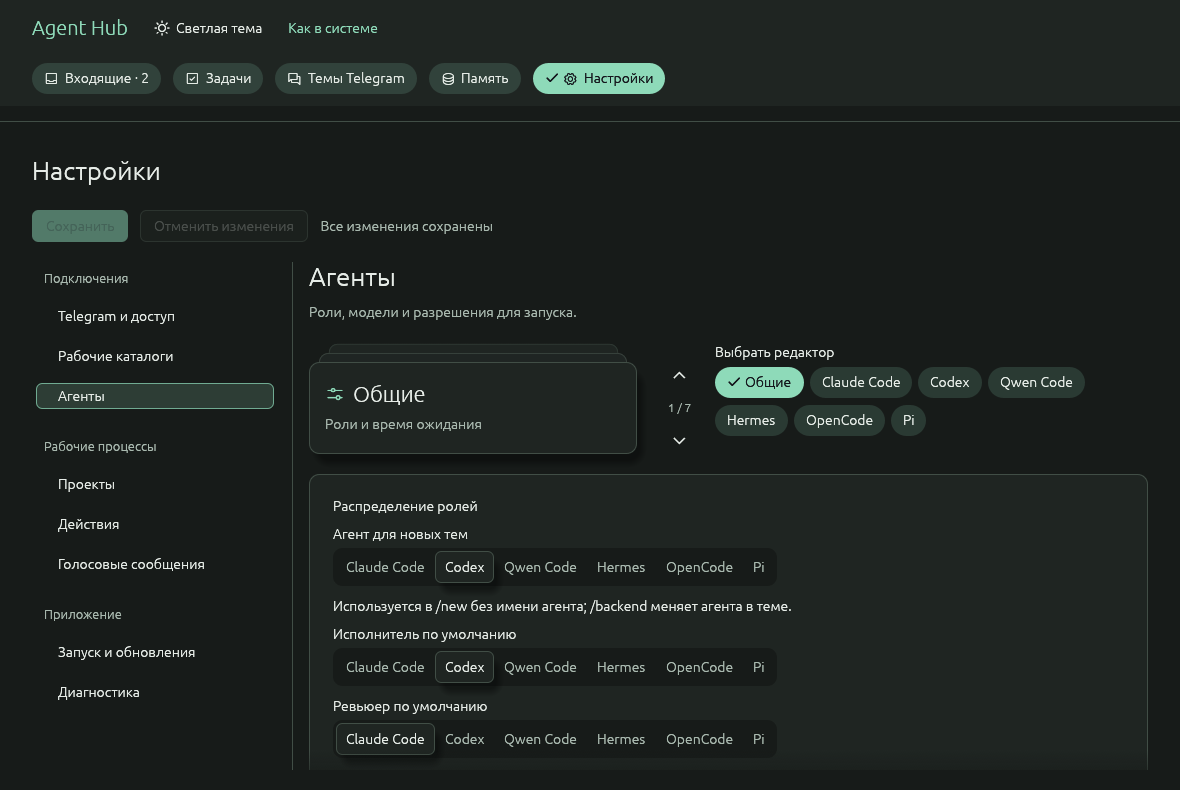 Agent Hub Светлая тема Как в системе
Входящие · 2 Задачи Темы Telegram Память Настройки
Настройки
Сохранить Отменить изменения Все изменения сохранены
Подключения
Telegram и доступ
Рабочие каталоги
Агенты
Рабочие процессы
Проекты
Действия
Голосовые сообщения
Приложение
Запуск и обновления
Диагностика
Агенты
Роли, модели и разрешения для запуска.
Общие
Роли и время ожидания
1 / 7
Выбрать редактор
Общие Claude Code Codex Qwen Code
Hermes OpenCode Pi
Распределение ролей
Агент для новых тем
Claude Code Codex Qwen Code Hermes OpenCode Pi
Используется в /new без имени агента; /backend меняет агента в теме.
Исполнитель по умолчанию
Claude Code Codex Qwen Code Hermes OpenCode Pi
Ревьюер по умолчанию
Claude Code Codex Qwen Code Hermes OpenCode Pi